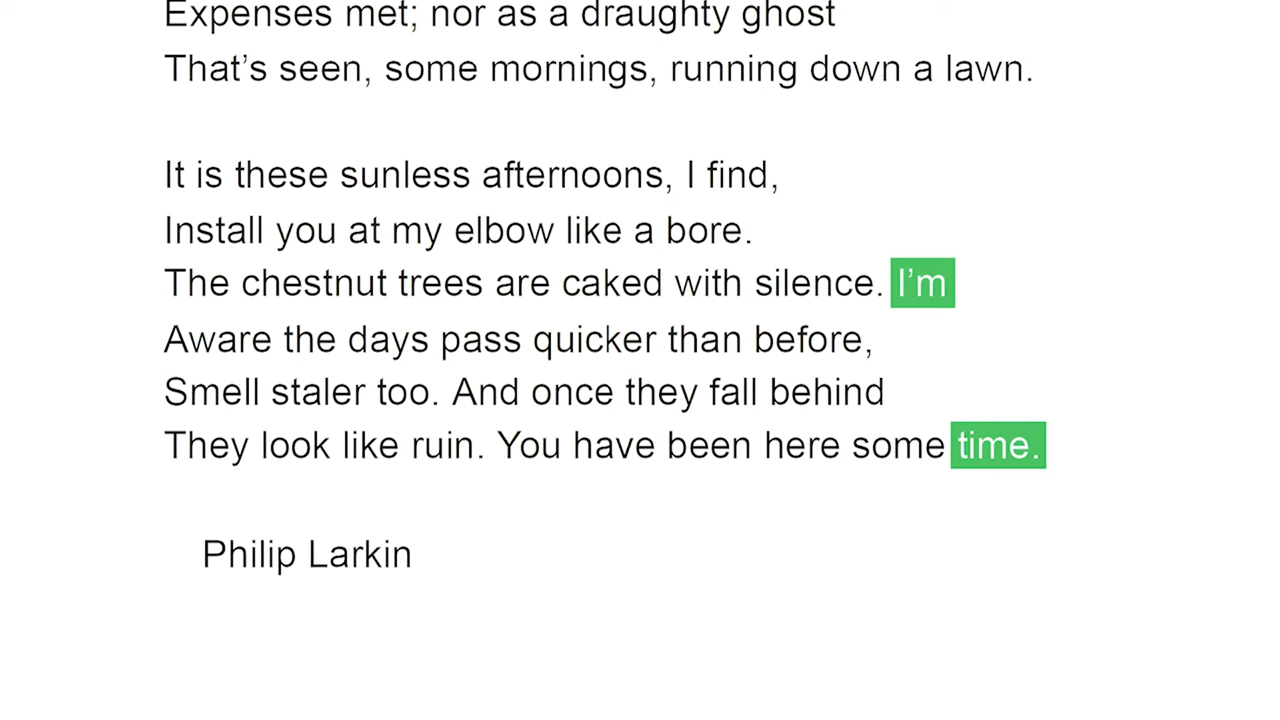 Expenses met; nor as a draughty ghost
That’s seen, some mornings, running down a lawn.
It is these sunless afternoons, I find,
Install you at my elbow like a bore.
The chestnut trees are caked with silence. I’m
Aware the days pass quicker than before,
Smell staler too. And once they fall behind
They look like ruin. You have been here some time.
Philip Larkin